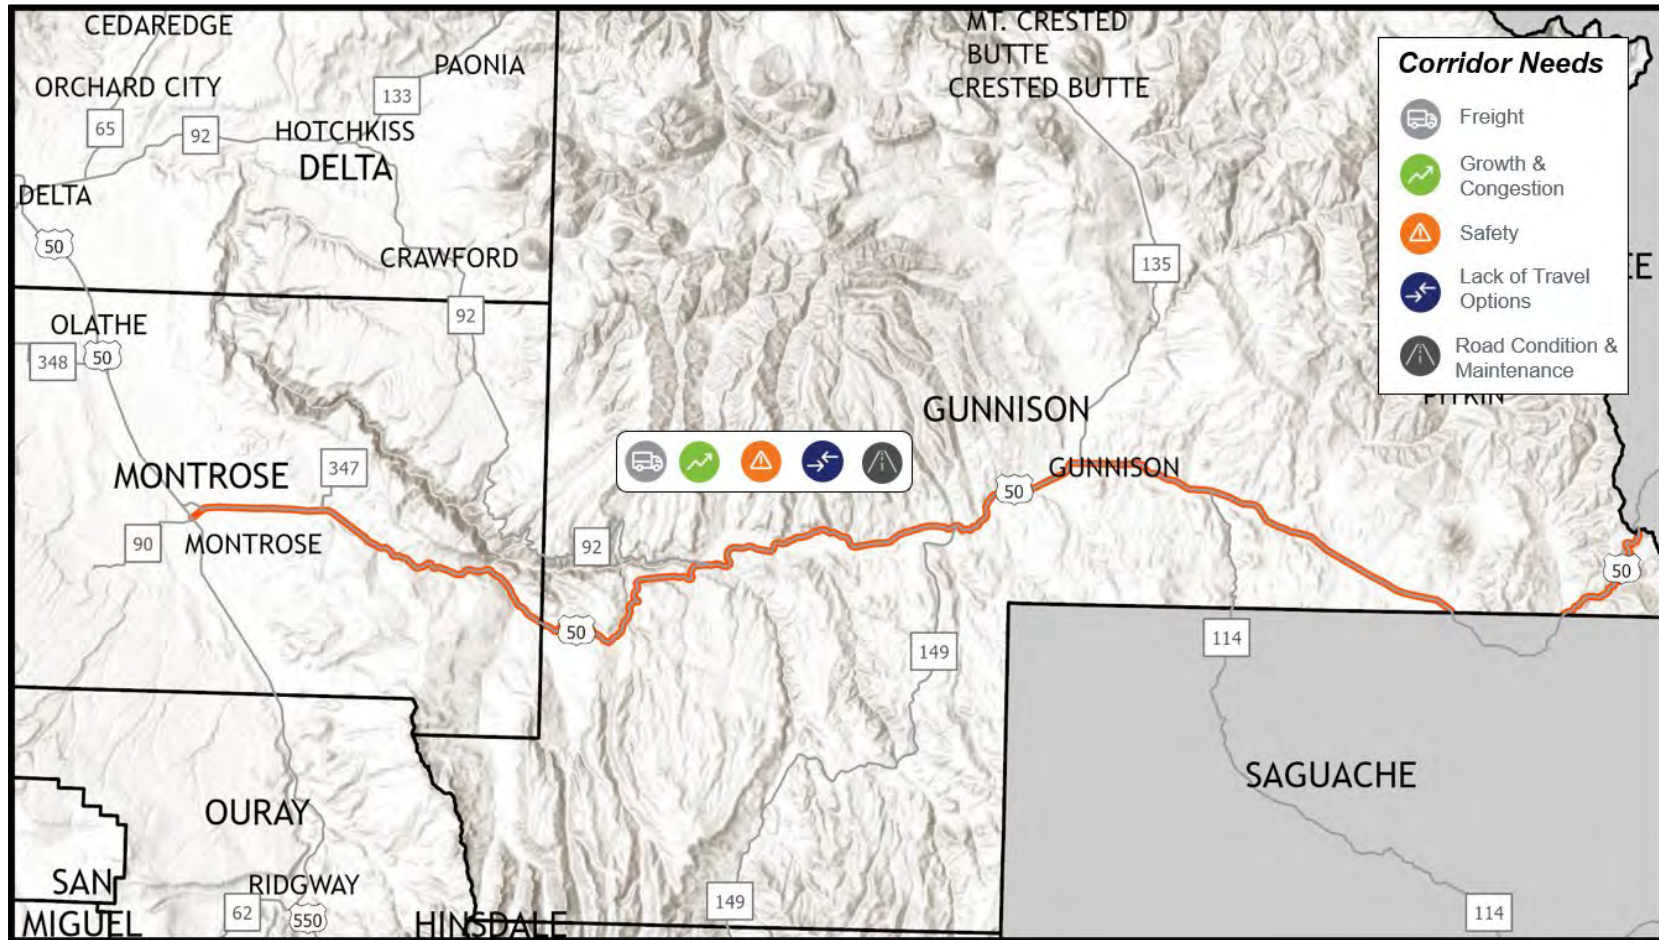 CEDAREDGE
MT. CRESTED
BUTTE
CRESTED BUTTE
PAONIA
ORCHARD CITY
133
65
92
HOTCHKISS
DELTA
DELTA
50
CRAWFORD
135
92
OLATHE
348
50
Corridor Needs
Freight
Growth &
Congestion
Safety
Lack of Travel
Options
Road Condition &
Maintenance
EE
PITKIN
GUNNISON
347
MONTROSE
GUNNISON
50
90
MONTROSE
92
50
50
149
114
SAGUACHE
OURAY
SAN
MIGUEL
RIDGWAY
62
550
HINSDALE
149
114